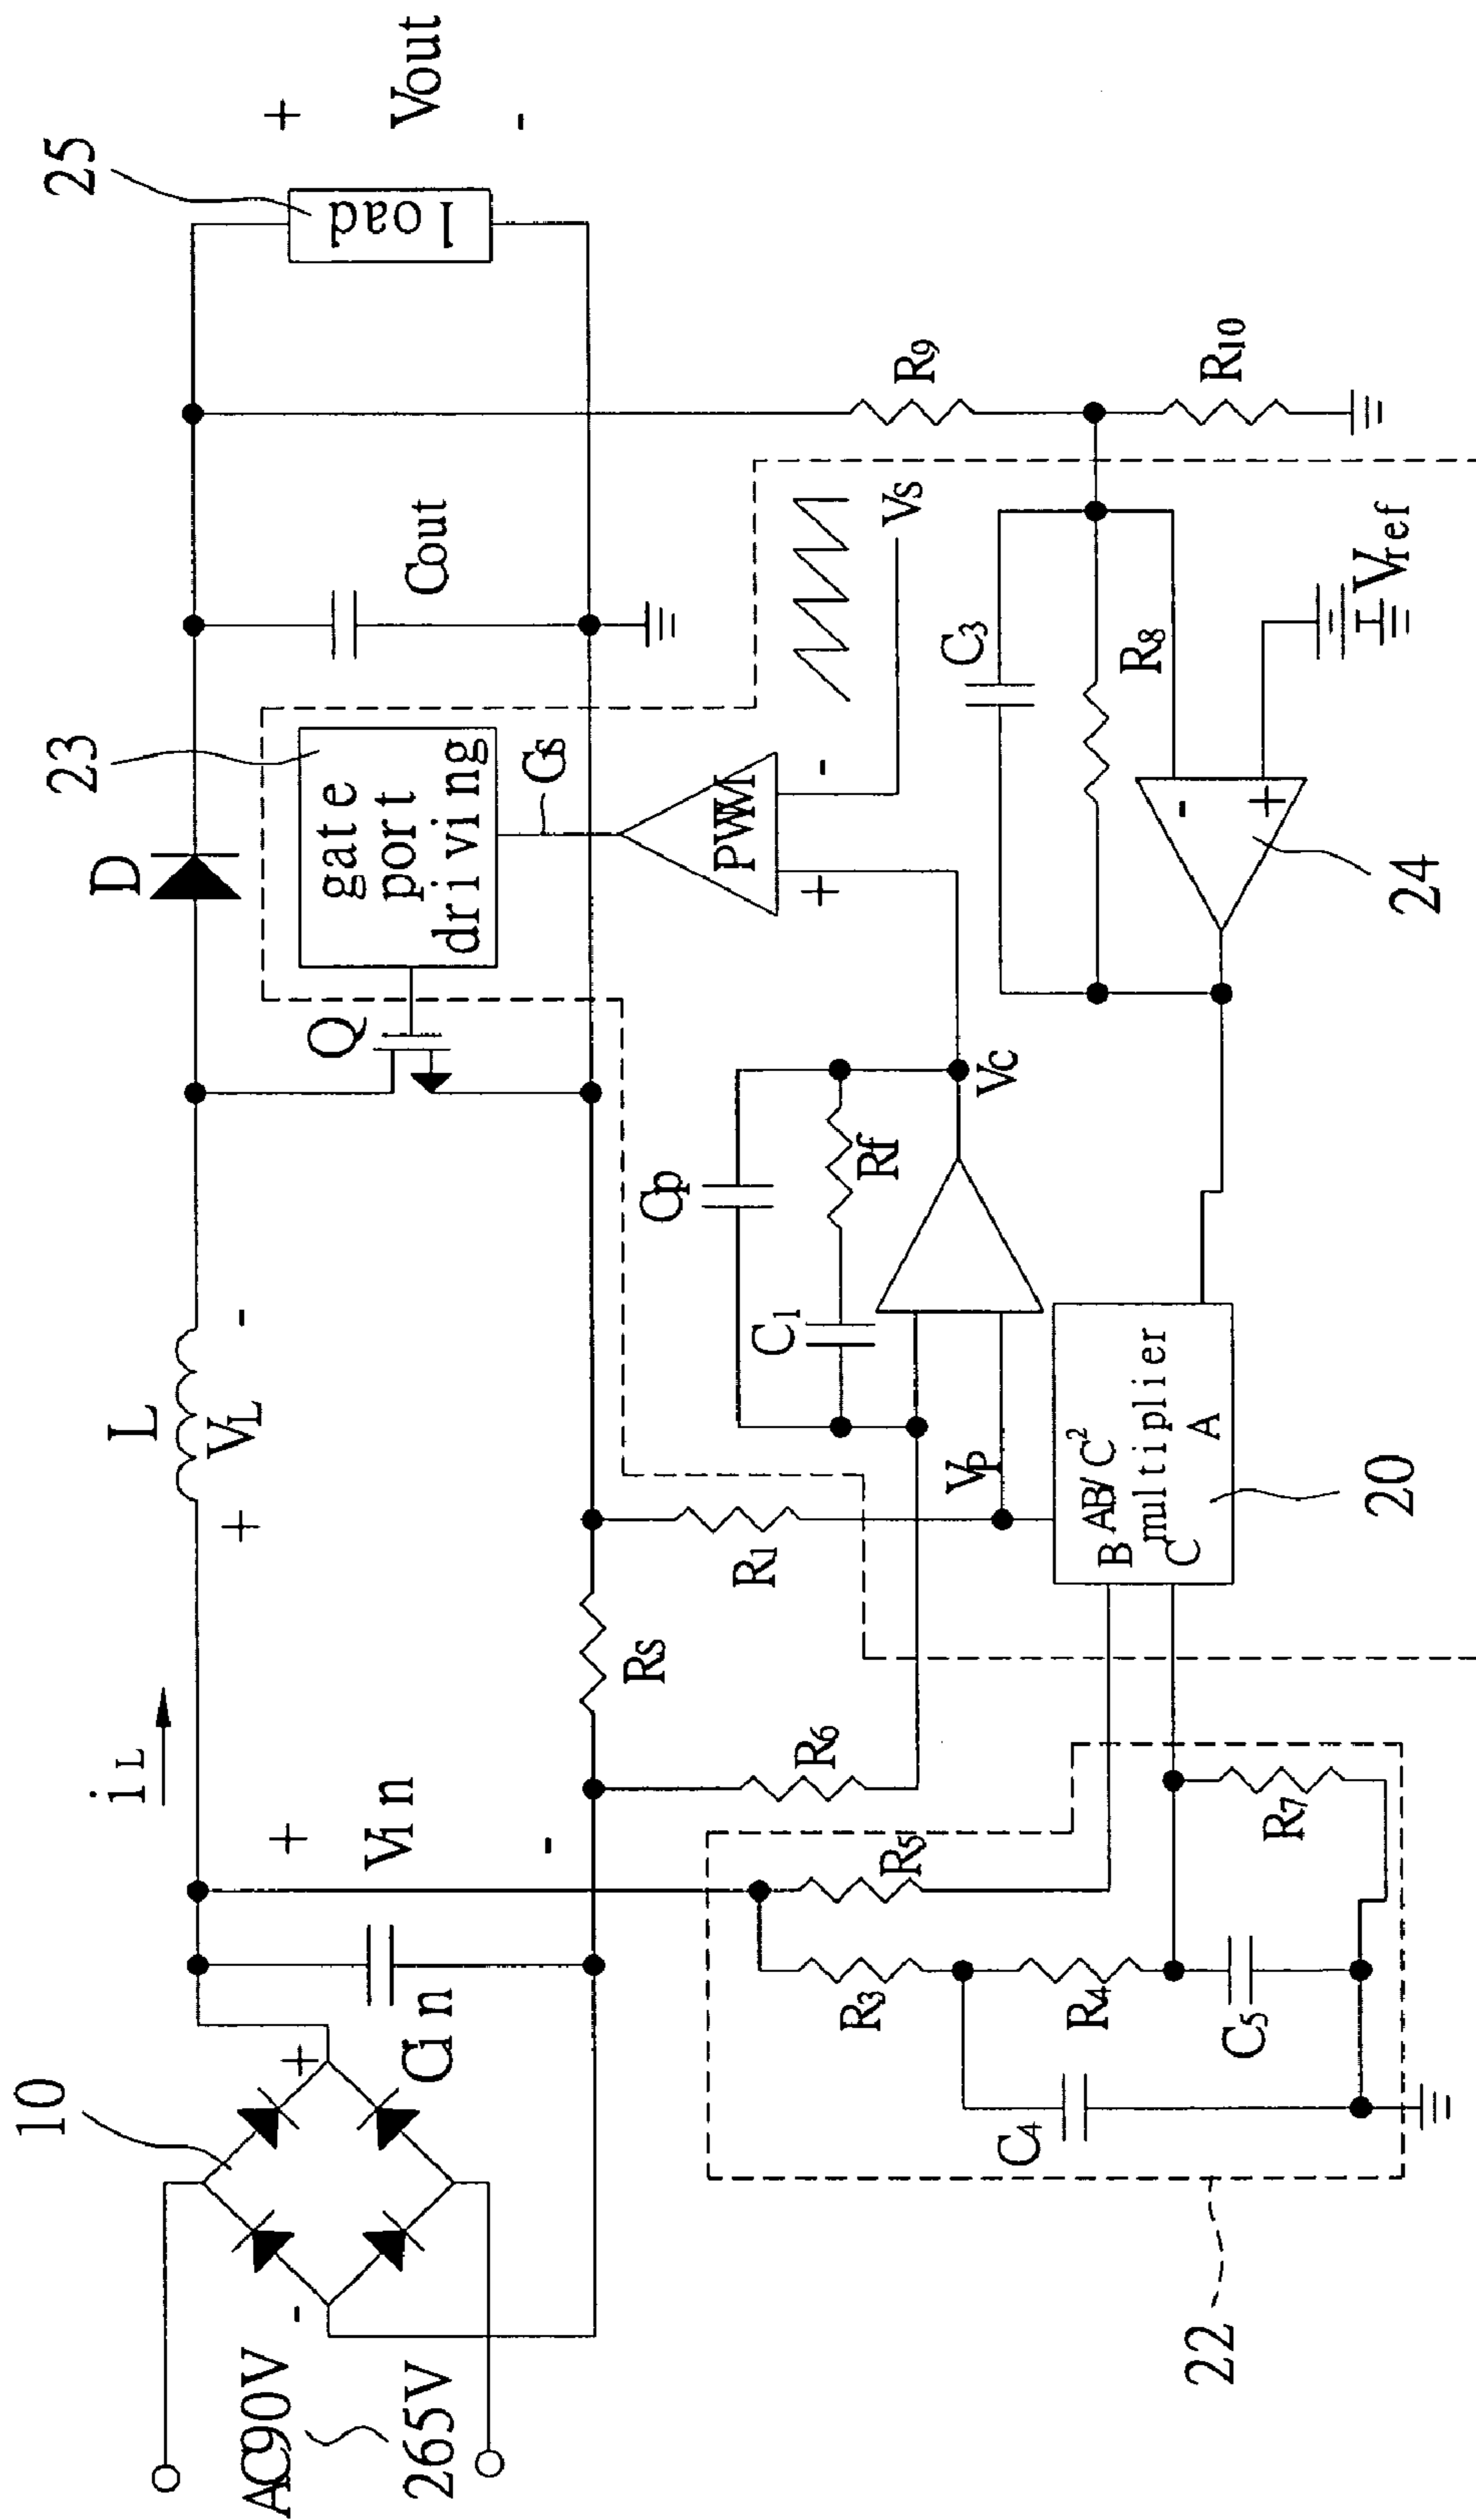 10
AC90V
265V
+
-
Cin
+
Vin
-
iL
L
+
VL
-
D
Q
23
gate
port
driving
Gs
Cout
25
load
+
Vout
-
Rs
R1
R6
R5
R3
R4
R7
C4
C5
22
Cp
C1
Rf
VP
Vc
PWM
+
-
Vs
B AB/C²
multiplier
C
A
20
C3
R8
-
+
24
Vref
R9
R10